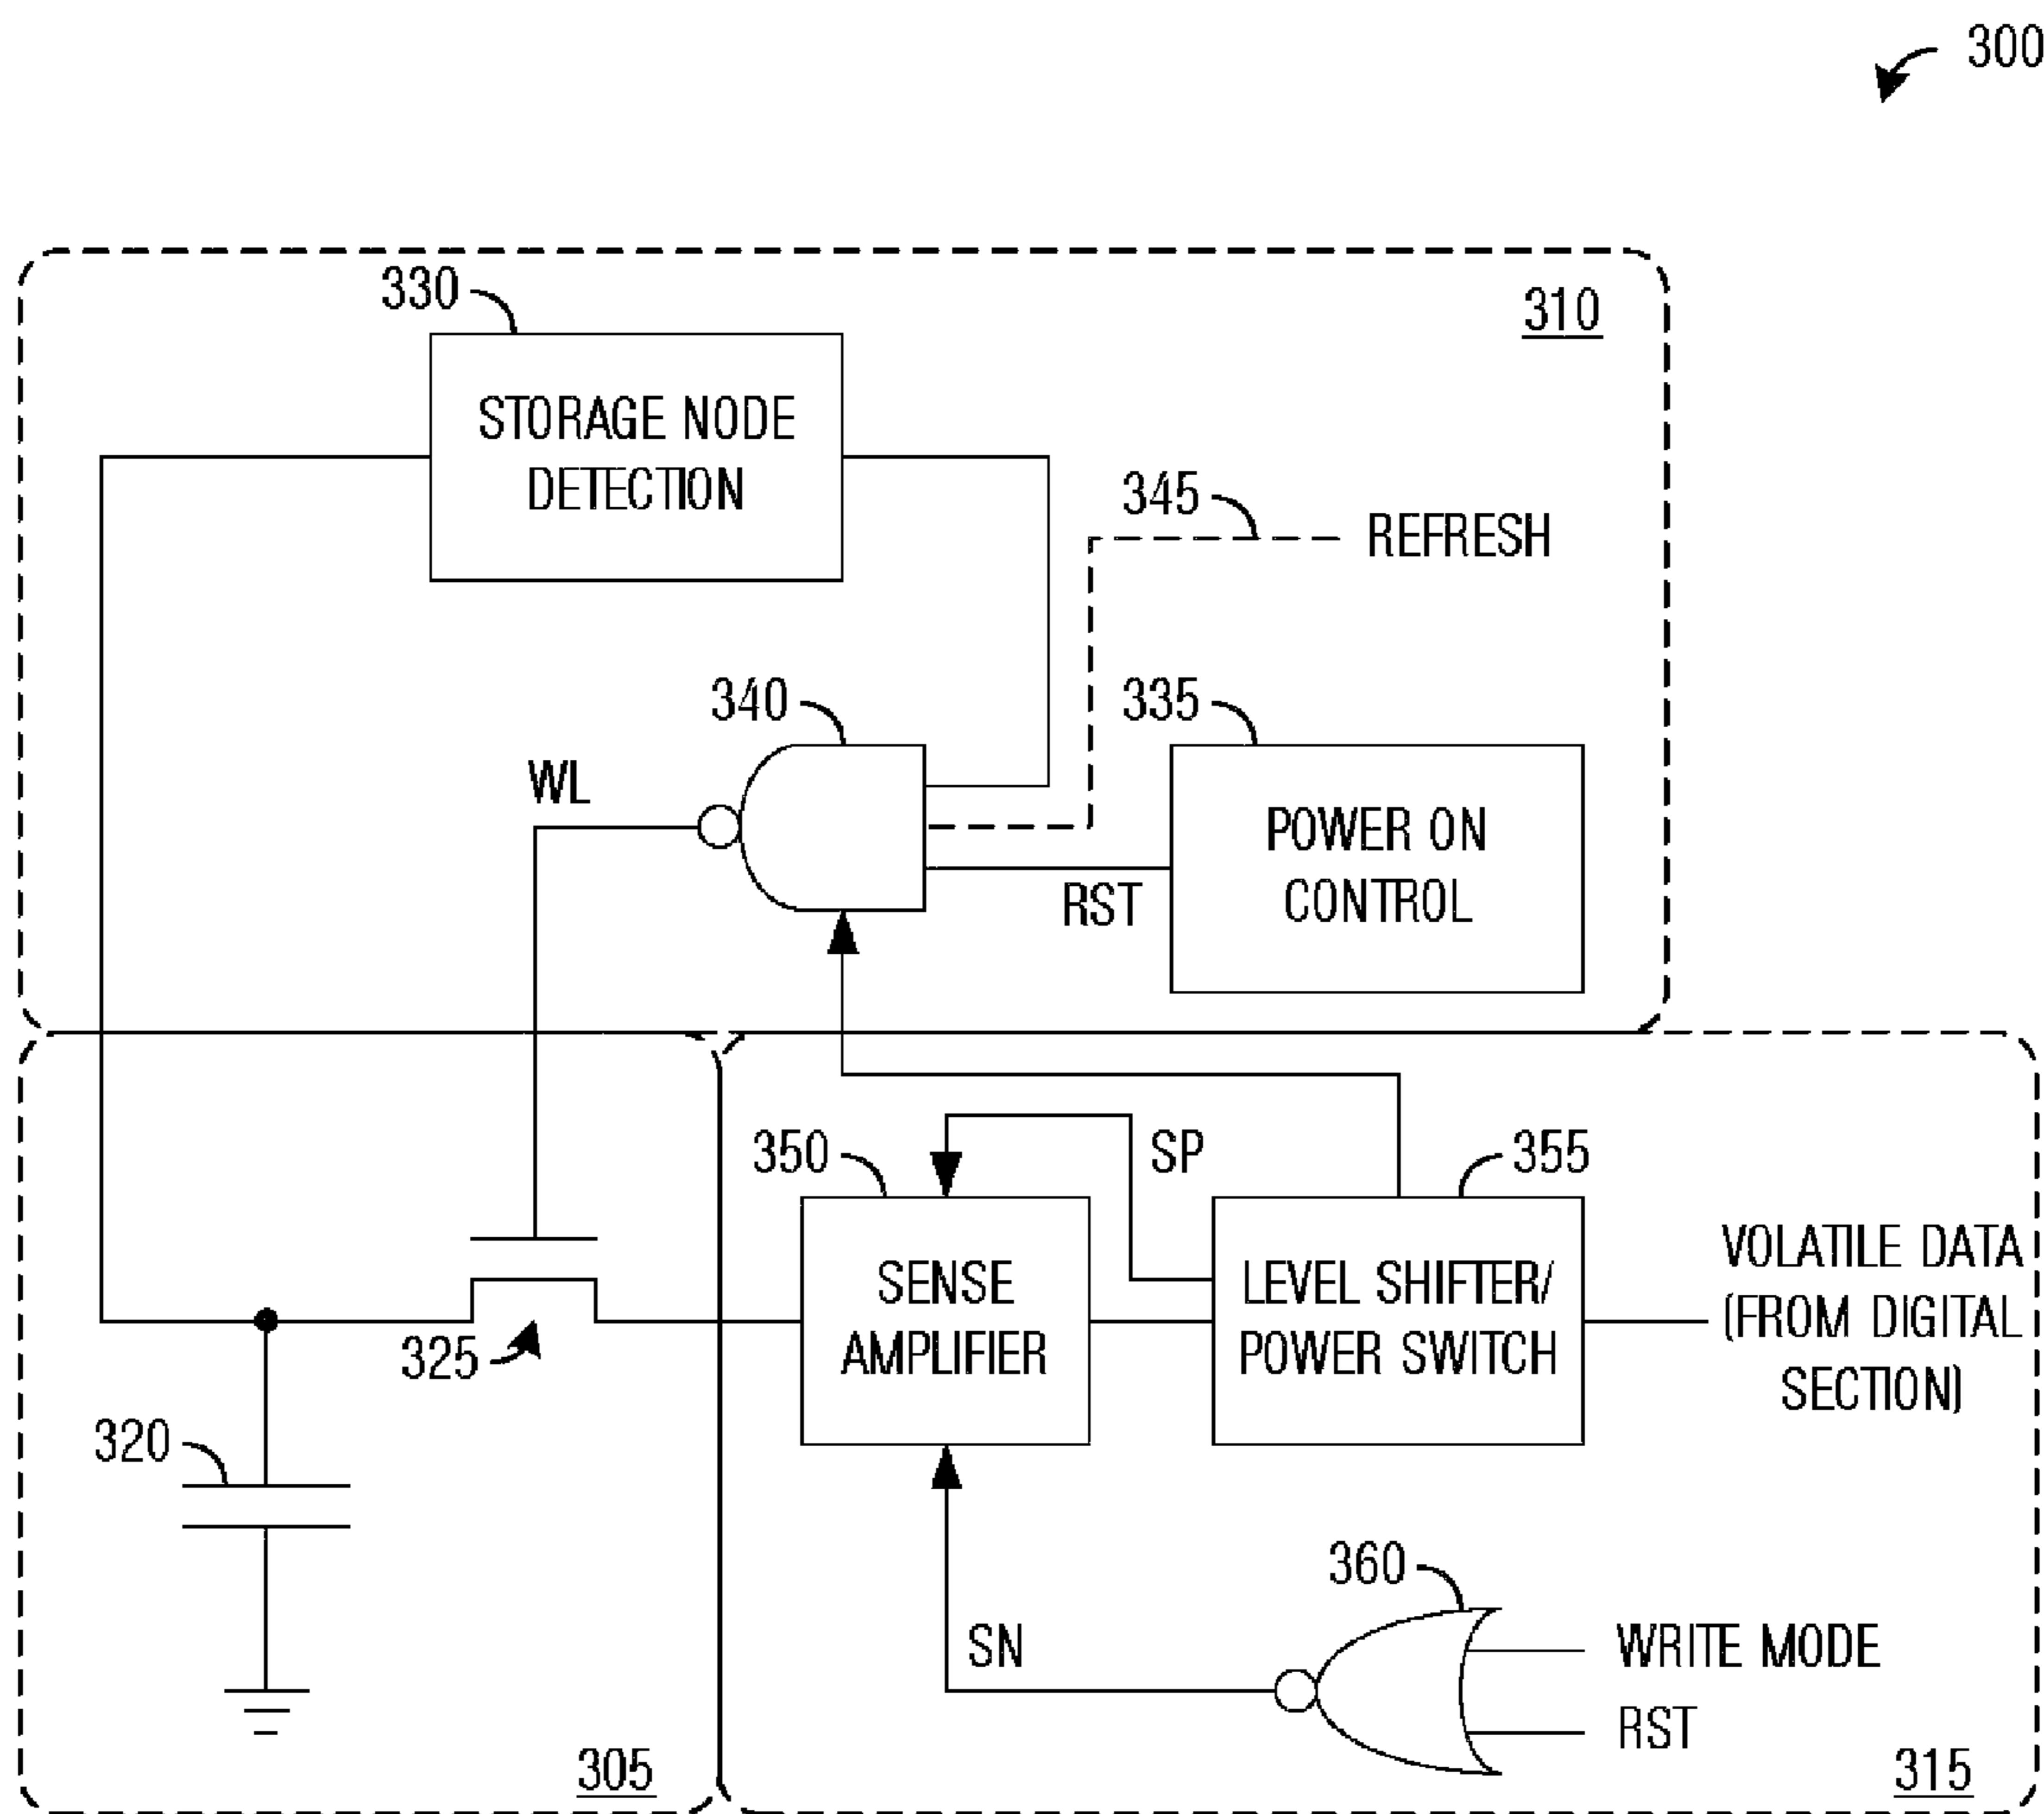 300
330
310
STORAGE NODE
DETECTION
345
REFRESH
340
335
WL
POWER ON
CONTROL
RST
350
SP
355
SENSE
AMPLIFIER
LEVEL SHIFTER/
POWER SWITCH
VOLATILE DATA
(FROM DIGITAL
SECTION)
325
320
360
SN
WRITE MODE
RST
305
315